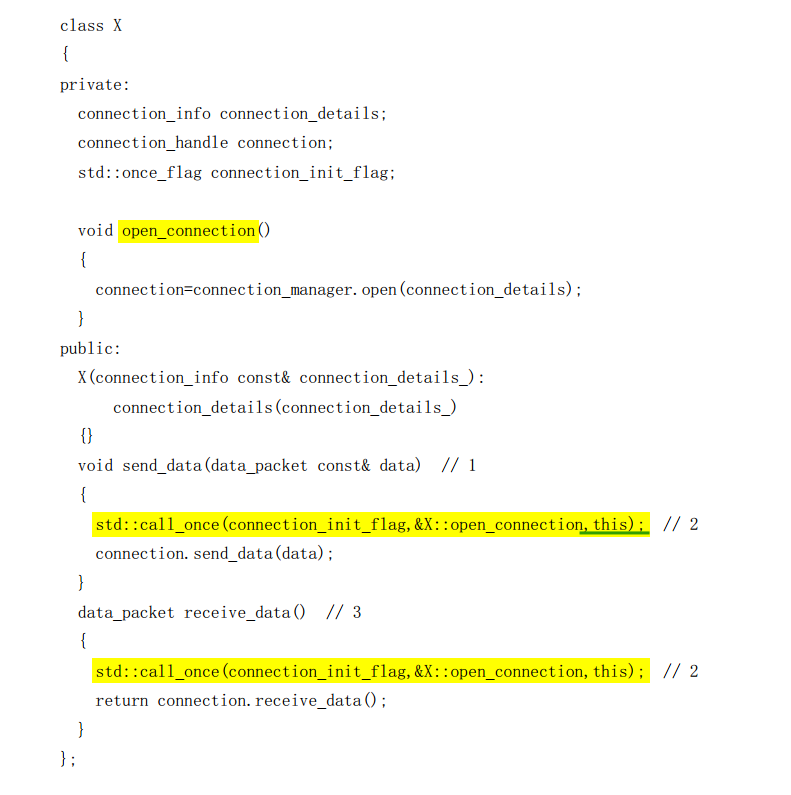 class X
{
private:
  connection_info connection_details;
  connection_handle connection;
  std::once_flag connection_init_flag;

  void open_connection()
  {
    connection=connection_manager.open(connection_details);
  }
public:
  X(connection_info const& connection_details_):
      connection_details(connection_details_)
  {}
  void send_data(data_packet const& data)  // 1
  {
    std::call_once(connection_init_flag,&X::open_connection,this);  // 2
    connection.send_data(data);
  }
  data_packet receive_data()  // 3
  {
    std::call_once(connection_init_flag,&X::open_connection,this);  // 2
    return connection.receive_data();
  }
};